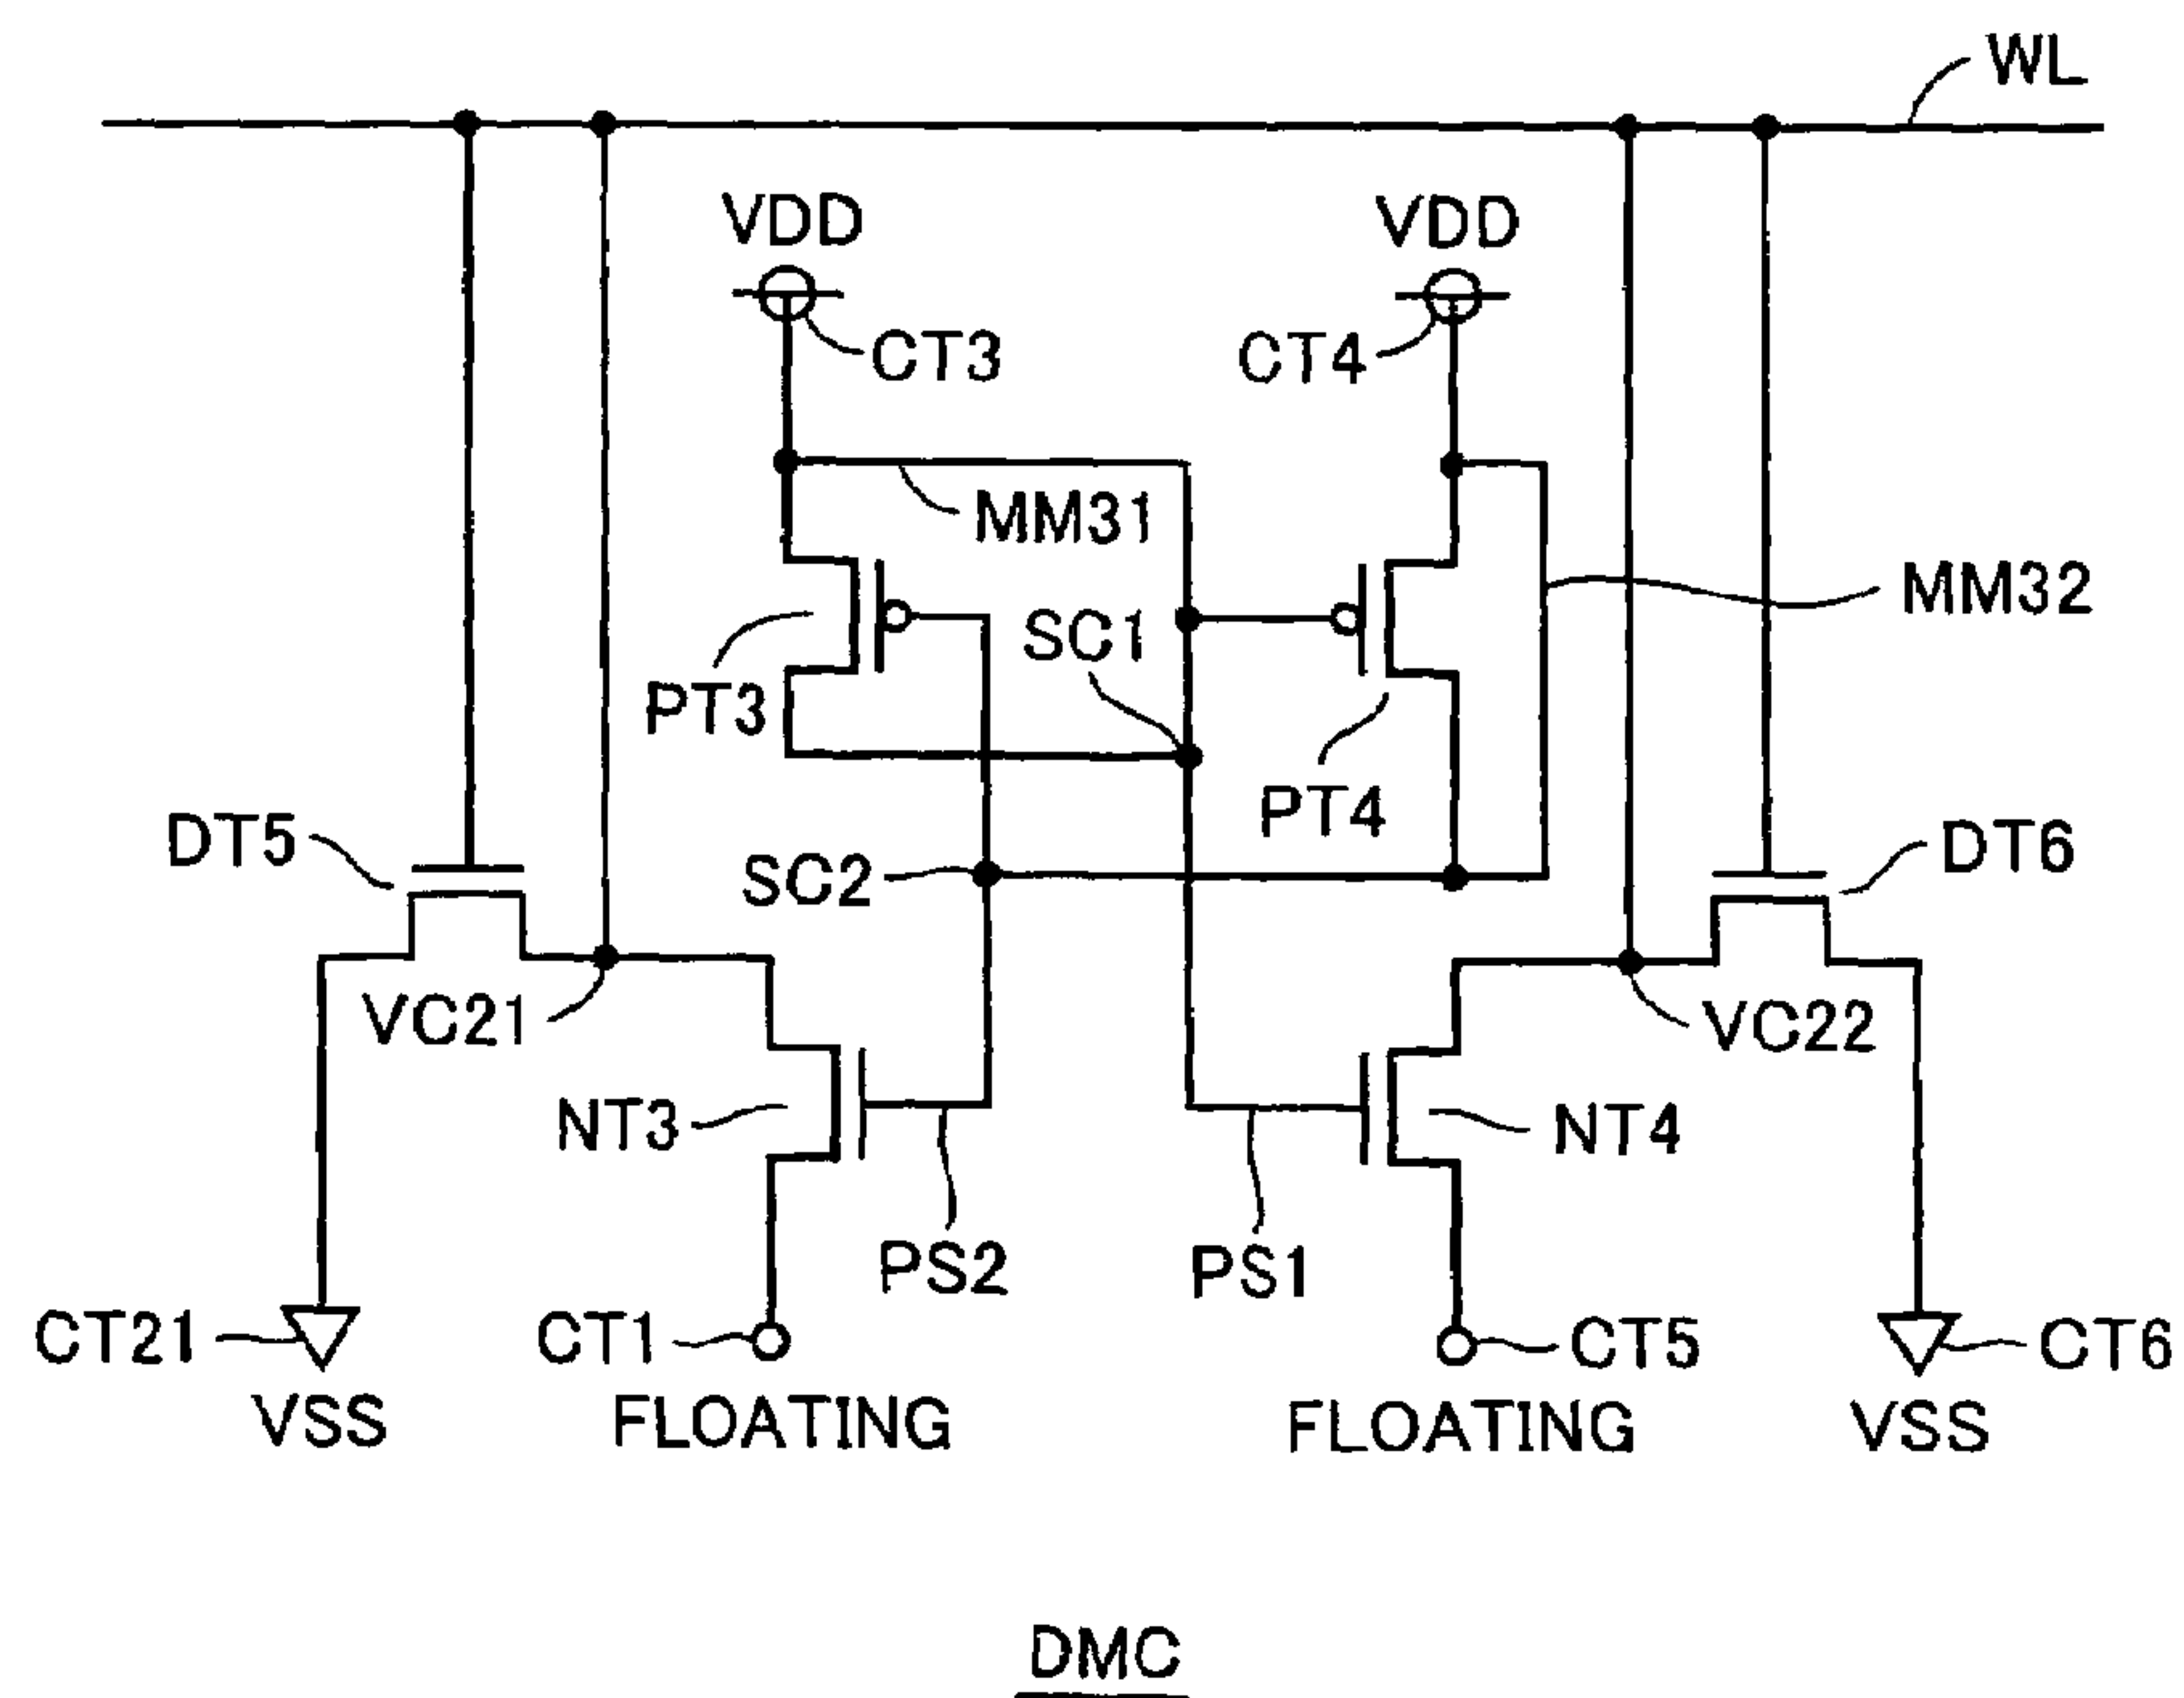 WL
VDD
VDD
CT3
CT4
MM31
MM32
SC1
PT3
PT4
DT5
DT6
SC2
VC21
VC22
NT3
NT4
PS2
PS1
CT21
CT1
CT5
CT6
VSS
FLOATING
FLOATING
VSS
DMC